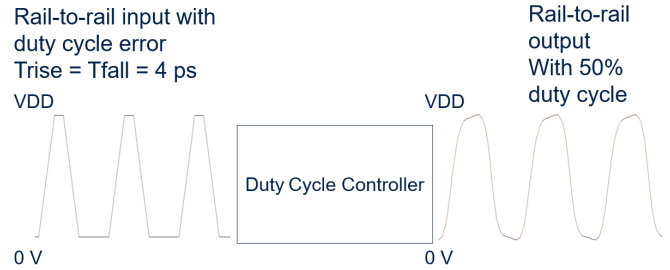 Rail-to-rail input with
duty cycle error
Trise = Tfall = 4 ps
VDD
0 V
Duty Cycle Controller
Rail-to-rail
output
With 50%
duty cycle
VDD
0 V